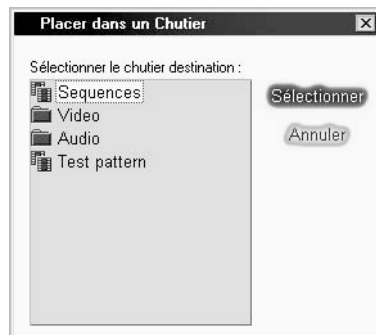 Placer dans un Chutier
Sélectionner le chutier destination :
Sequences
Video
Audio
Test pattern
Sélectionner
Annuler